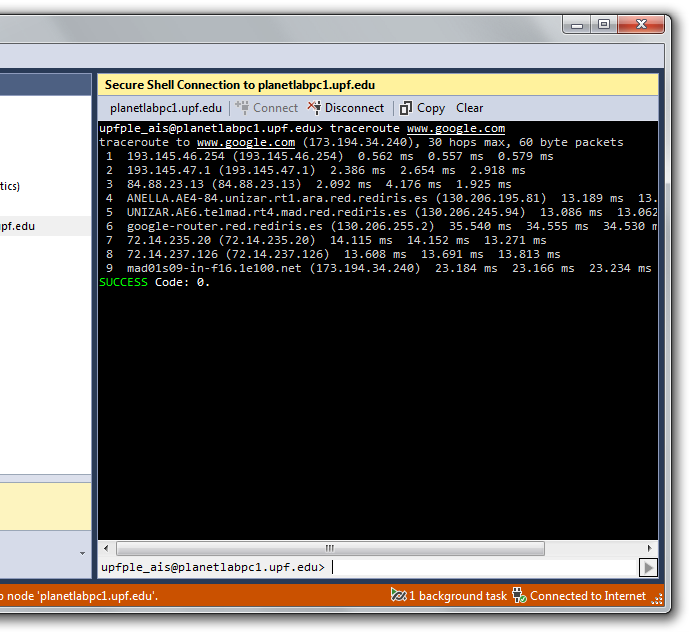 Secure Shell Connection to planetlabpc1.upf.edu
planetlabpc1.upf.edu Connect Disconnect Copy Clear
upfple_ais@planetlabpc1.upf.edu> traceroute www.google.com
traceroute to www.google.com (173.194.34.240), 30 hops max, 60 byte packets
1 193.145.46.254 (193.145.46.254) 0.562 ms 0.557 ms 0.579 ms
2 193.145.47.1 (193.145.47.1) 2.386 ms 2.654 ms 2.918 ms
3 84.88.23.13 (84.88.23.13) 2.092 ms 4.176 ms 1.925 ms
4 ANELLA.AE4-84.unizar.rt1.ara.red.rediris.es (130.206.195.81) 13.189 ms 13.
5 UNIZAR.AE6.telmad.rt4.mad.red.rediris.es (130.206.245.94) 13.086 ms 13.062
6 google-router.red.rediris.es (130.206.255.2) 35.540 ms 34.555 ms 34.530 m
7 72.14.235.20 (72.14.235.20) 14.115 ms 14.152 ms 13.271 ms
8 72.14.237.126 (72.14.237.126) 13.608 ms 13.691 ms 13.813 ms
9 mad01s09-in-f16.1e100.net (173.194.34.240) 23.184 ms 23.166 ms 23.234 ms
SUCCESS Code: 0.
tics)
pf.edu
upfple_ais@planetlabpc1.upf.edu>
o node 'planetlabpc1.upf.edu'. 1 background task Connected to Internet